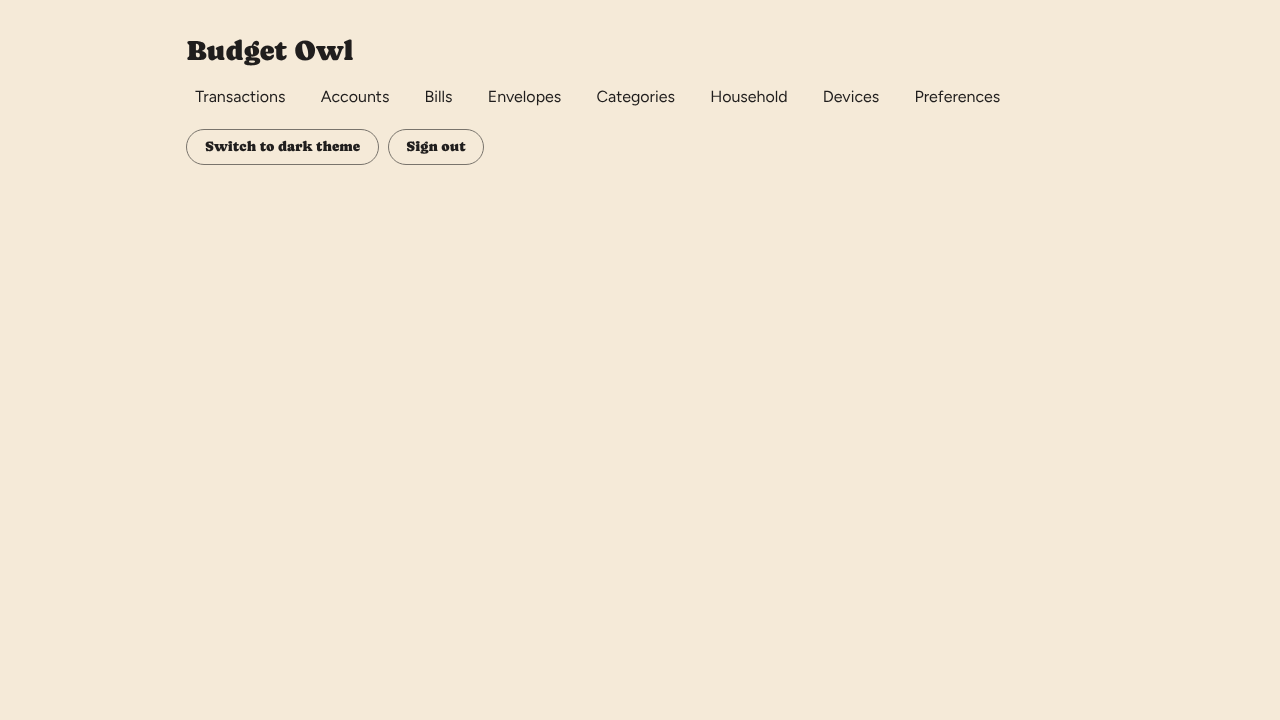 Budget Owl
Transactions Accounts Bills Envelopes Categories Household Devices Preferences
Switch to dark theme Sign out